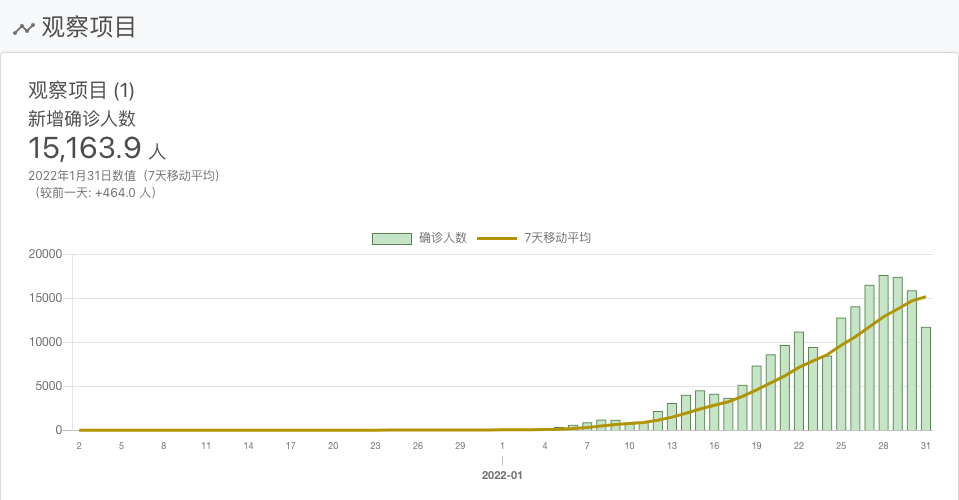 观察项目
观察项目 (1)
新增确诊人数
15,163.9 人
2022年1月31日数值（7天移动平均）
（较前一天: +464.0 人）
确诊人数 7天移动平均
20000
15000
10000
5000
0
2 5 8 11 14 17 20 23 26 29 1 4 7 10 13 16 19 22 25 28 31
2022-01